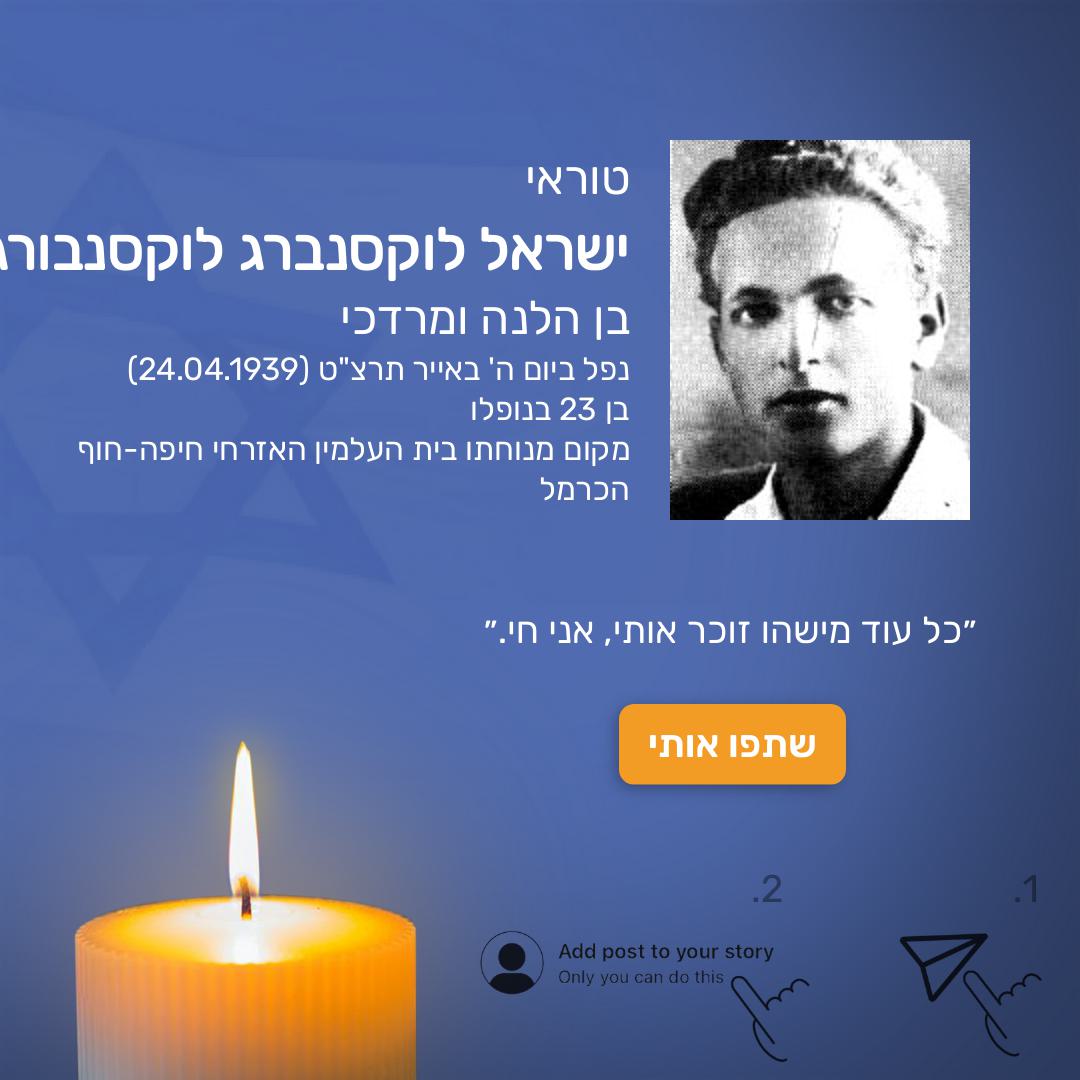 טוראי
ישראל לוקסנברג לוקסנבורג
בן הלנה ומרדכי
נפל ביום ה' באייר תרצ"ט (24.04.1939)
בן 23 בנופלו
מקום מנוחתו בית העלמין האזרחי חיפה-חוף
הכרמל
״כל עוד מישהו זוכר אותי, אני חי.״
שתפו אותי
.1
.2
Add post to your story
Only you can do this